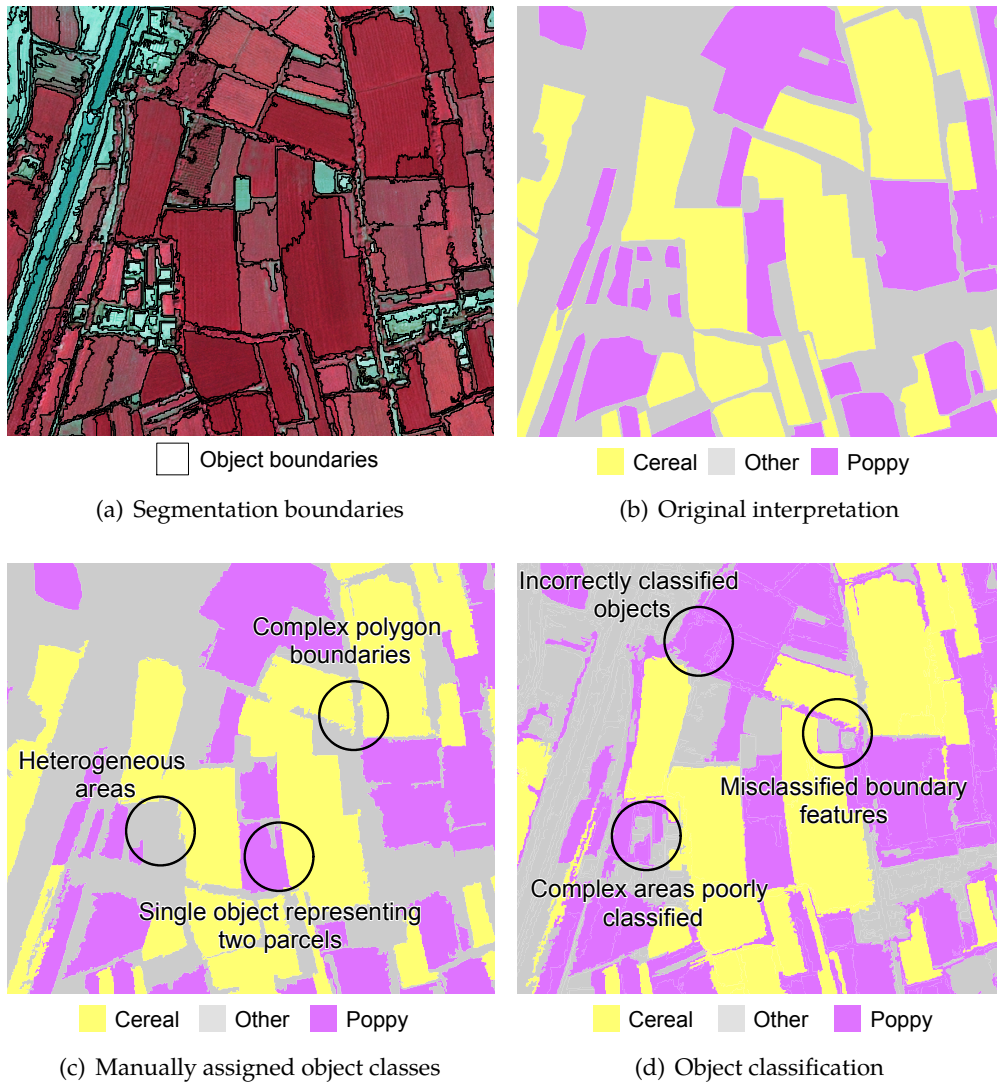 Object boundaries
(a) Segmentation boundaries
Cereal Other Poppy
(b) Original interpretation
Complex polygon
boundaries
Heterogeneous
areas
Single object representing
two parcels
Cereal Other Poppy
(c) Manually assigned object classes
Incorrectly classified
objects
Misclassified boundary
features
Complex areas poorly
classified
Cereal Other Poppy
(d) Object classification